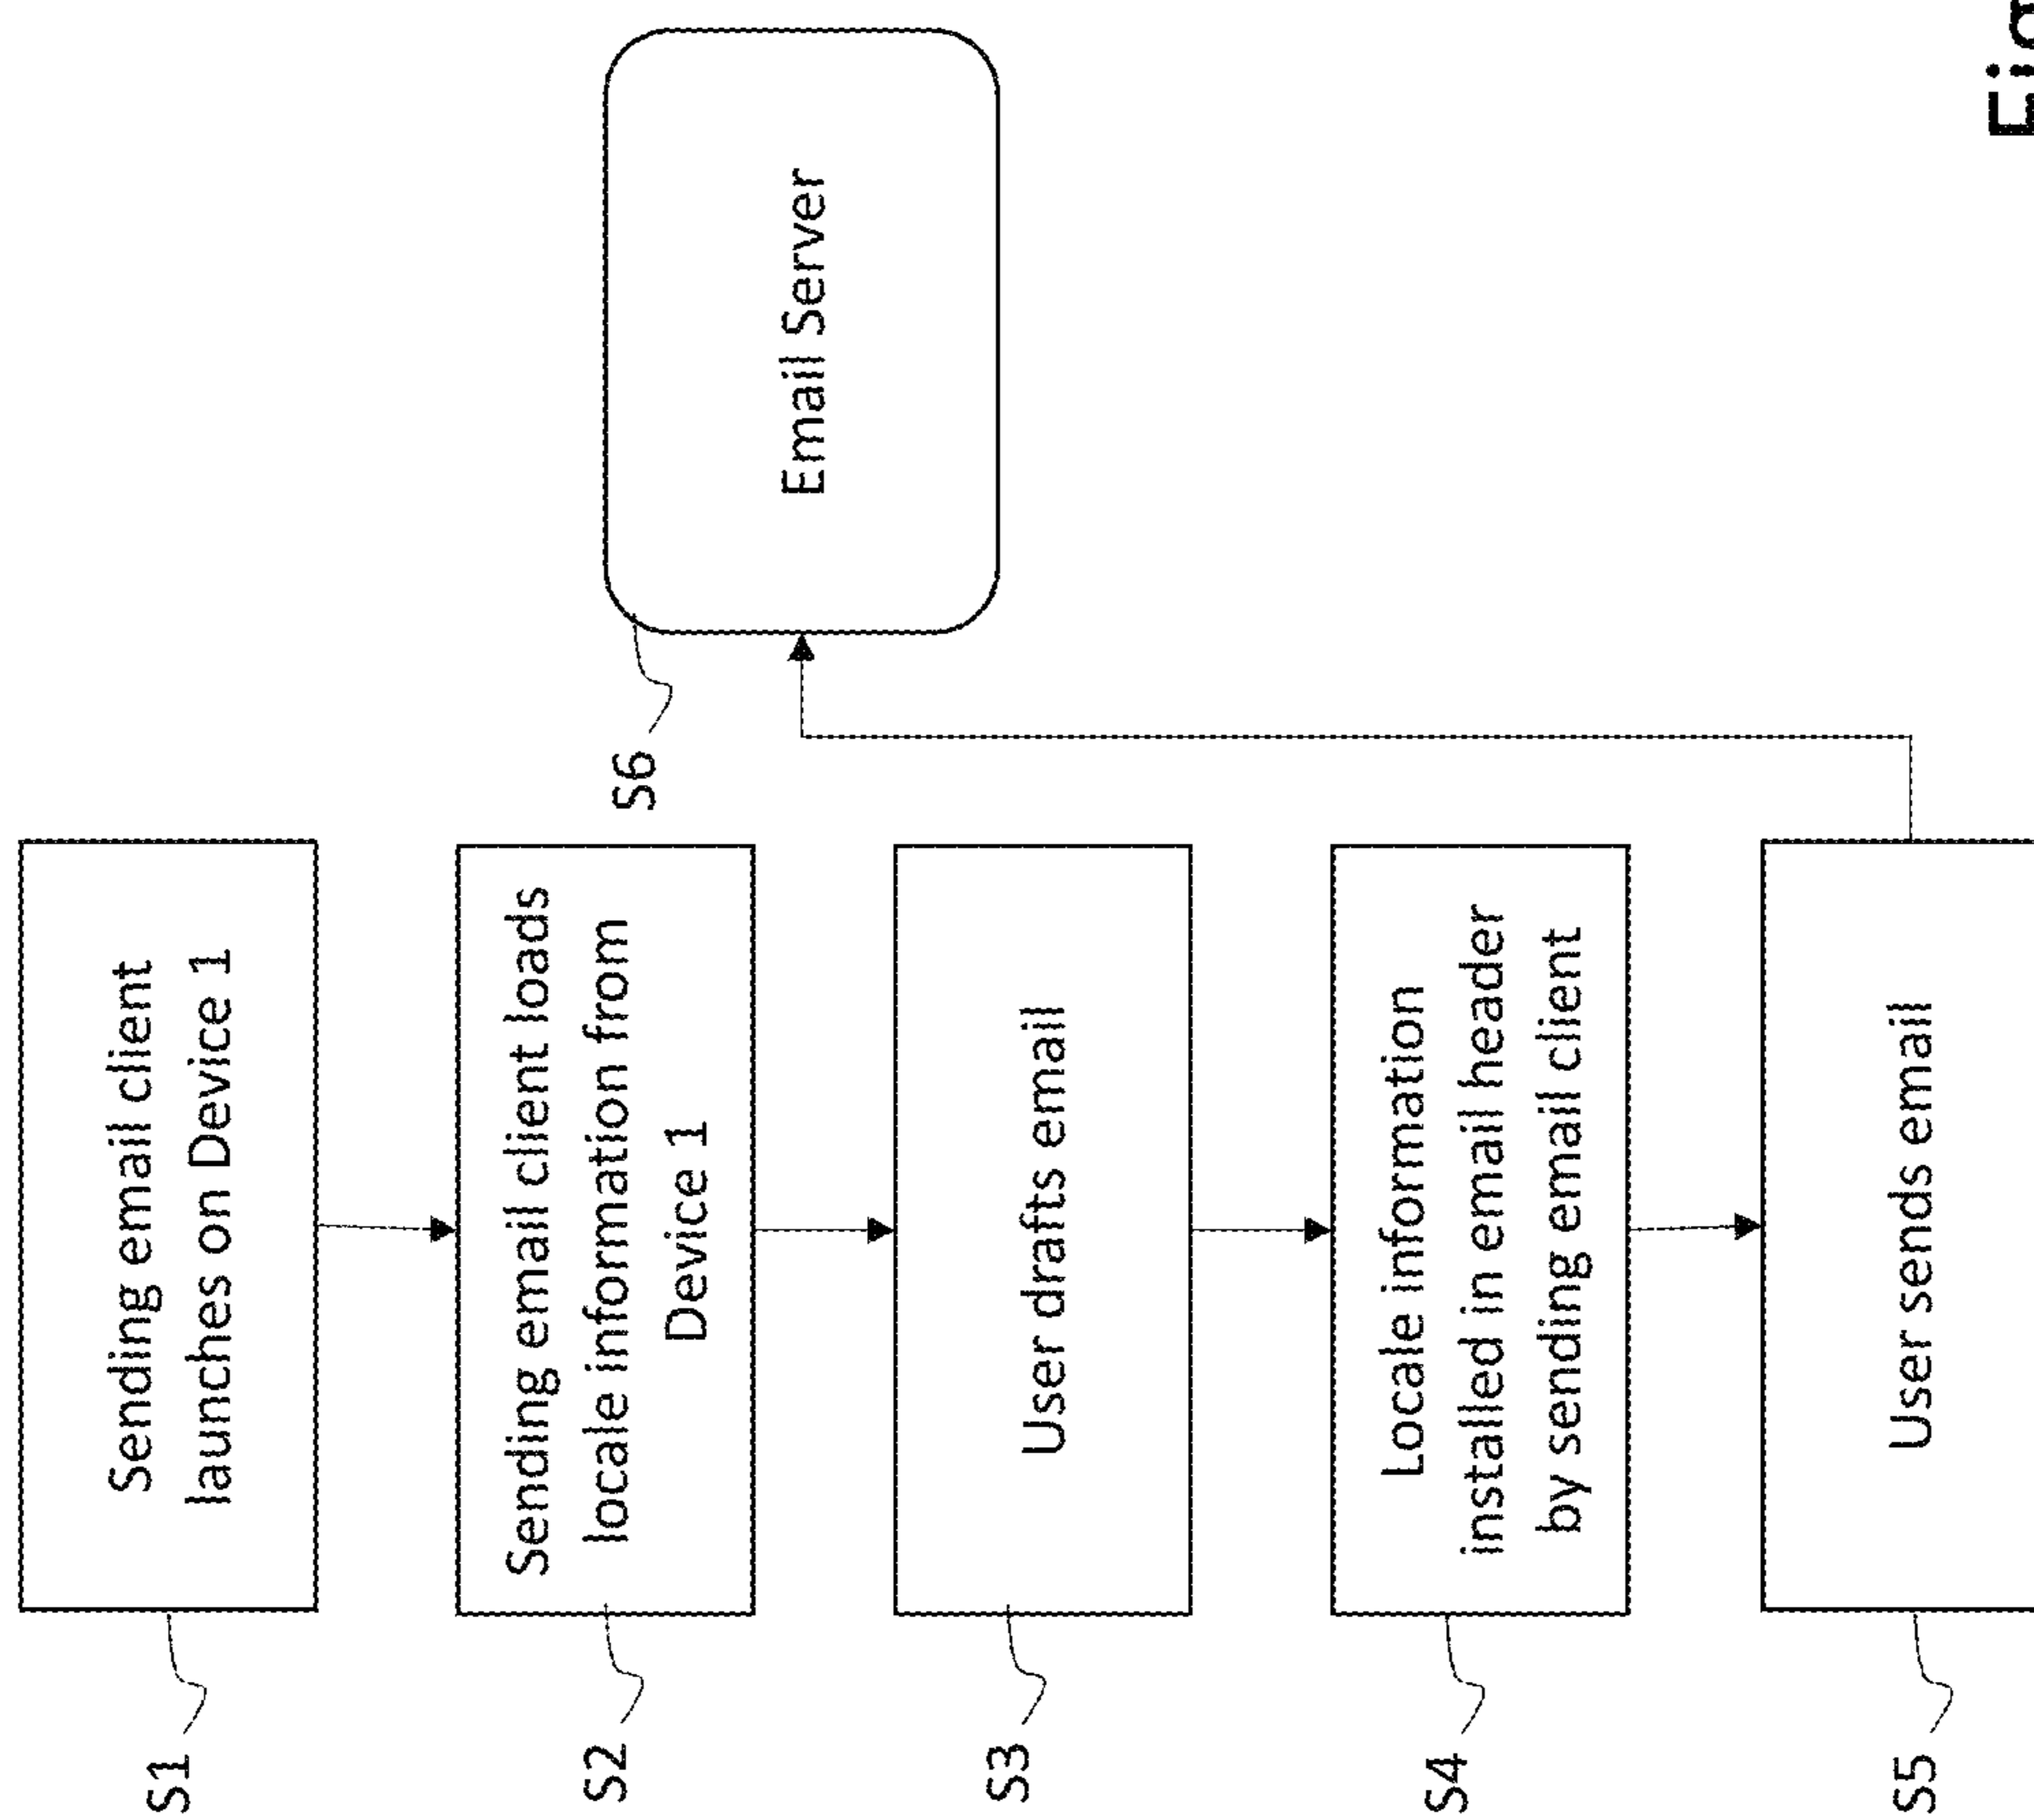 S1
Sending email client
launches on Device 1
S2
Sending email client loads
locale information from
Device 1
S3
User drafts email
S4
Locale information
installed in email header
by sending email client
S5
User sends email
S6
Email Server